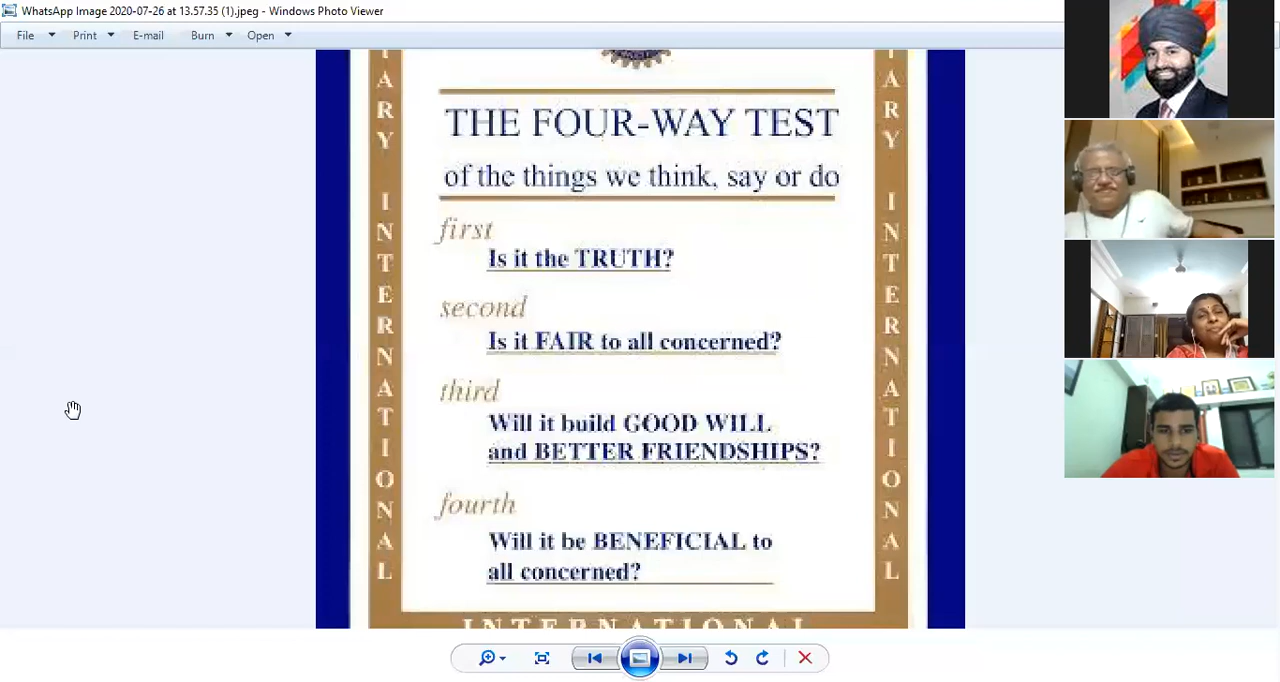 WhatsApp Image 2020-07-26 at 13.57.35 (1).jpeg - Windows Photo Viewer
File Print E-mail Burn Open
THE FOUR-WAY TEST
of the things we think, say or do
first
Is it the TRUTH?
second
Is it FAIR to all concerned?
third
Will it build GOOD WILL
and BETTER FRIENDSHIPS?
fourth
Will it be BENEFICIAL to
all concerned?
ARY INTERNATIONAL
ARY INTERNATIONAL
INTERNATIONAL